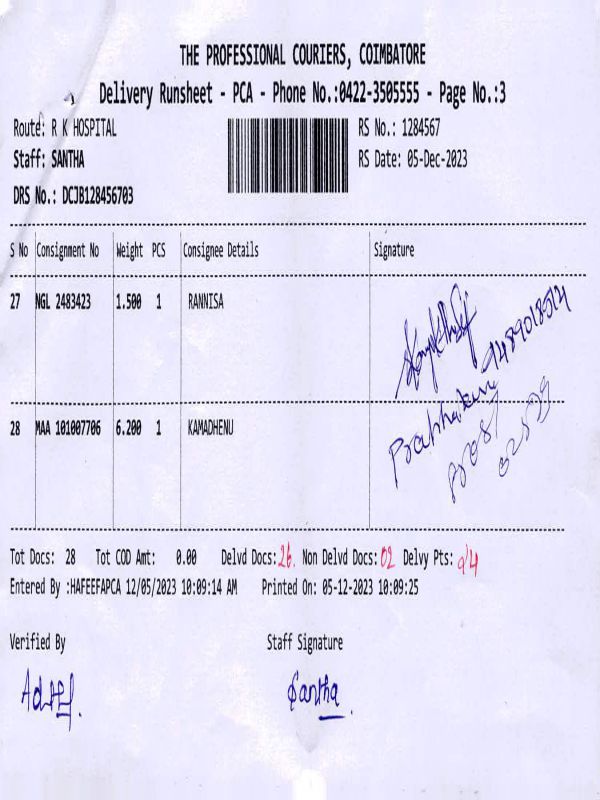 THE PROFESSIONAL COURIERS, COIMBATORE
Delivery Runsheet - PCA - Phone No.:0422-3505555 - Page No.:3
Route: R K HOSPITAL RS No.: 1284567
Staff: SANTHA RS Date: 05-Dec-2023
DRS No.: DCJB128456703
S No Consignment No Weight PCS Consignee Details Signature
27 NGL 2483423 1.500 1 RANNISA
28 MAA 101007706 6.200 1 KAMADHENU
Tot Docs: 28 Tot COD Amt: 0.00 Delvd Docs: 26 Non Delvd Docs: 02 Delvy Pts: 24
Entered By :HAFEEFAPCA 12/05/2023 10:09:14 AM Printed On: 05-12-2023 10:09:25
Verified By Staff Signature
Santha